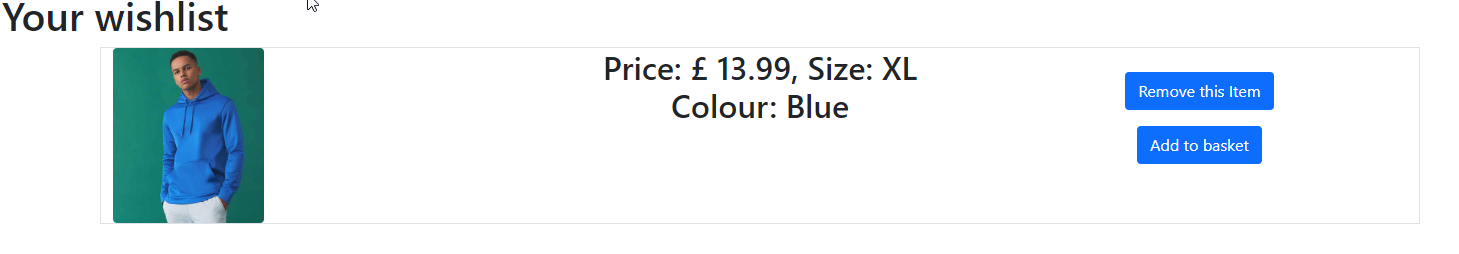 Your wishlist
Price: £ 13.99, Size: XL
Colour: Blue
Remove this Item
Add to basket